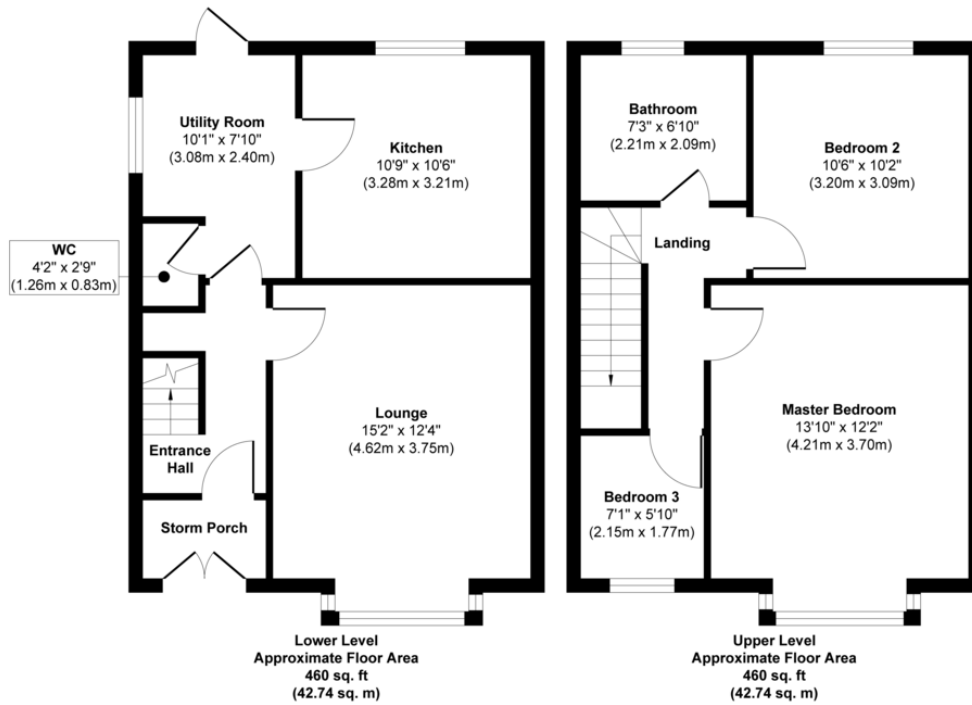 Utility Room
10'1" x 7'10"
(3.08m x 2.40m)
Kitchen
10'9" x 10'6"
(3.28m x 3.21m)
WC
4'2" x 2'9"
(1.26m x 0.83m)
Lounge
15'2" x 12'4"
(4.62m x 3.75m)
Entrance
Hall
Storm Porch
Lower Level
Approximate Floor Area
460 sq. ft
(42.74 sq. m)
Bathroom
7'3" x 6'10"
(2.21m x 2.09m)
Bedroom 2
10'6" x 10'2"
(3.20m x 3.09m)
Landing
Master Bedroom
13'10" x 12'2"
(4.21m x 3.70m)
Bedroom 3
7'1" x 5'10"
(2.15m x 1.77m)
Upper Level
Approximate Floor Area
460 sq. ft
(42.74 sq. m)